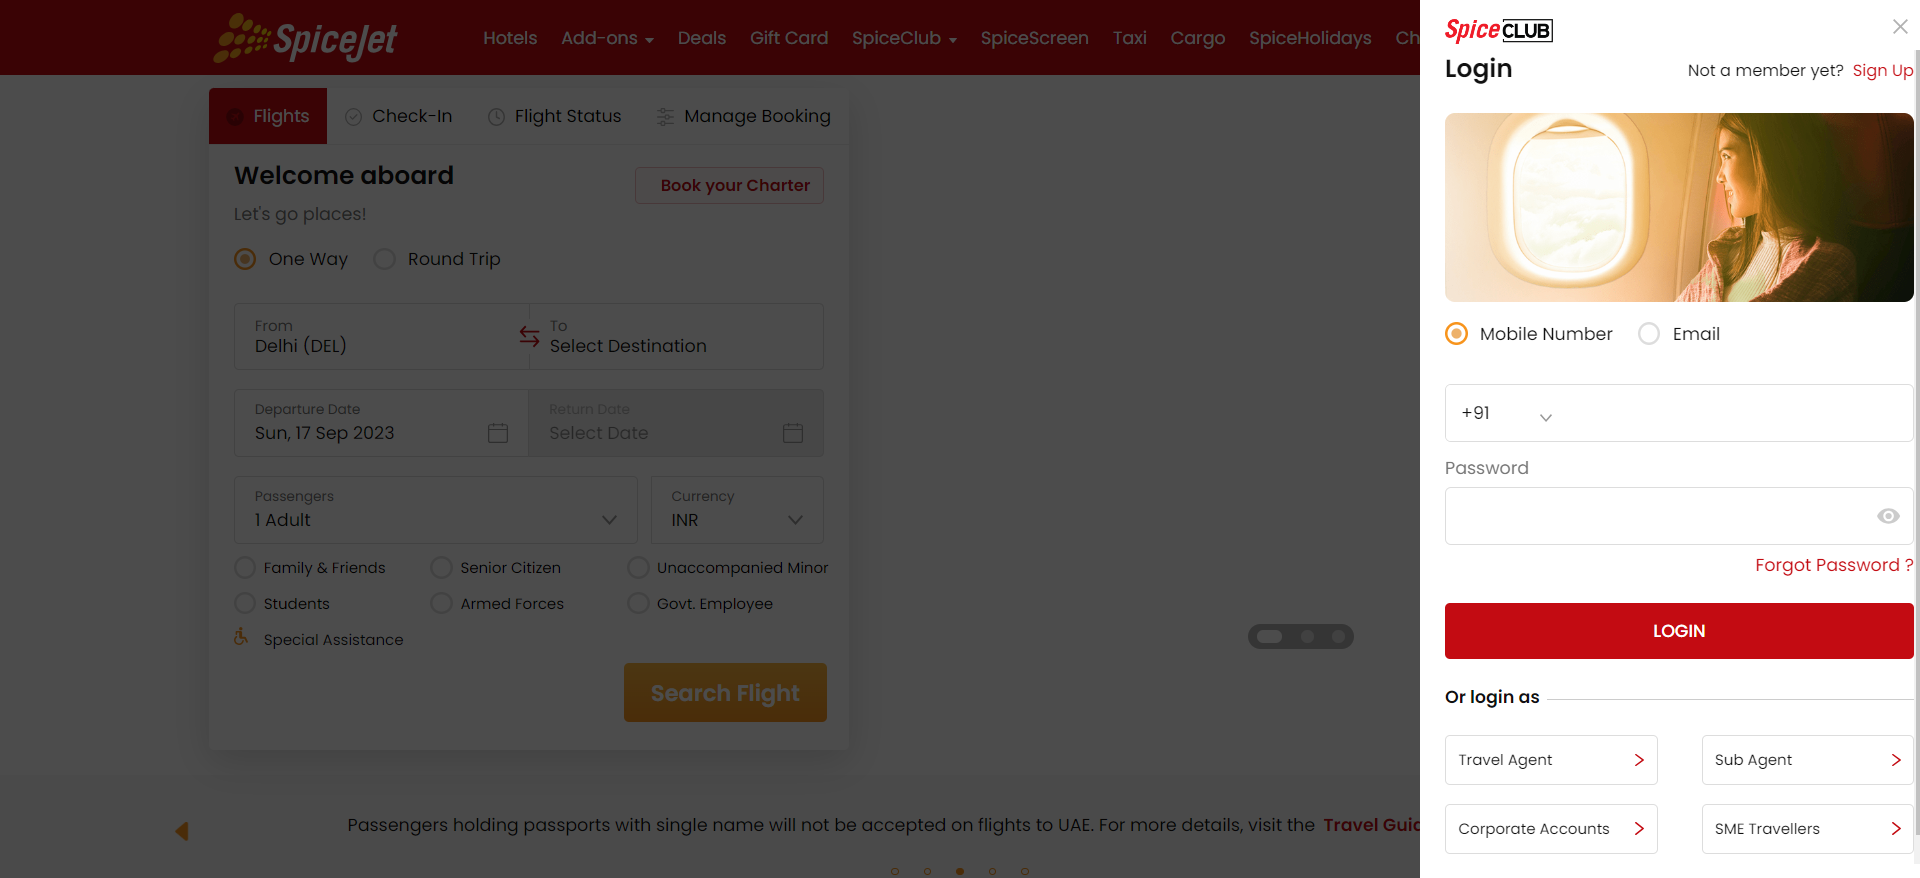 SpiceJet
Hotels Add-ons Deals Gift Card SpiceClub SpiceScreen Taxi Cargo SpiceHolidays Ch
Flights Check-In Flight Status Manage Booking
Welcome aboard
Book your Charter
Let's go places!
One Way Round Trip
From To
Delhi (DEL) Select Destination
Departure Date Return Date
Sun, 17 Sep 2023 Select Date
Passengers Currency
1 Adult INR
Family & Friends Senior Citizen Unaccompanied Minor
Students Armed Forces Govt. Employee
Special Assistance
Search Flight
Passengers holding passports with single name will not be accepted on flights to UAE. For more details, visit the Travel Guid
SpiceCLUB
Login
Not a member yet? Sign Up
Mobile Number Email
+91
Password
Forgot Password ?
LOGIN
Or login as
Travel Agent Sub Agent
Corporate Accounts SME Travellers